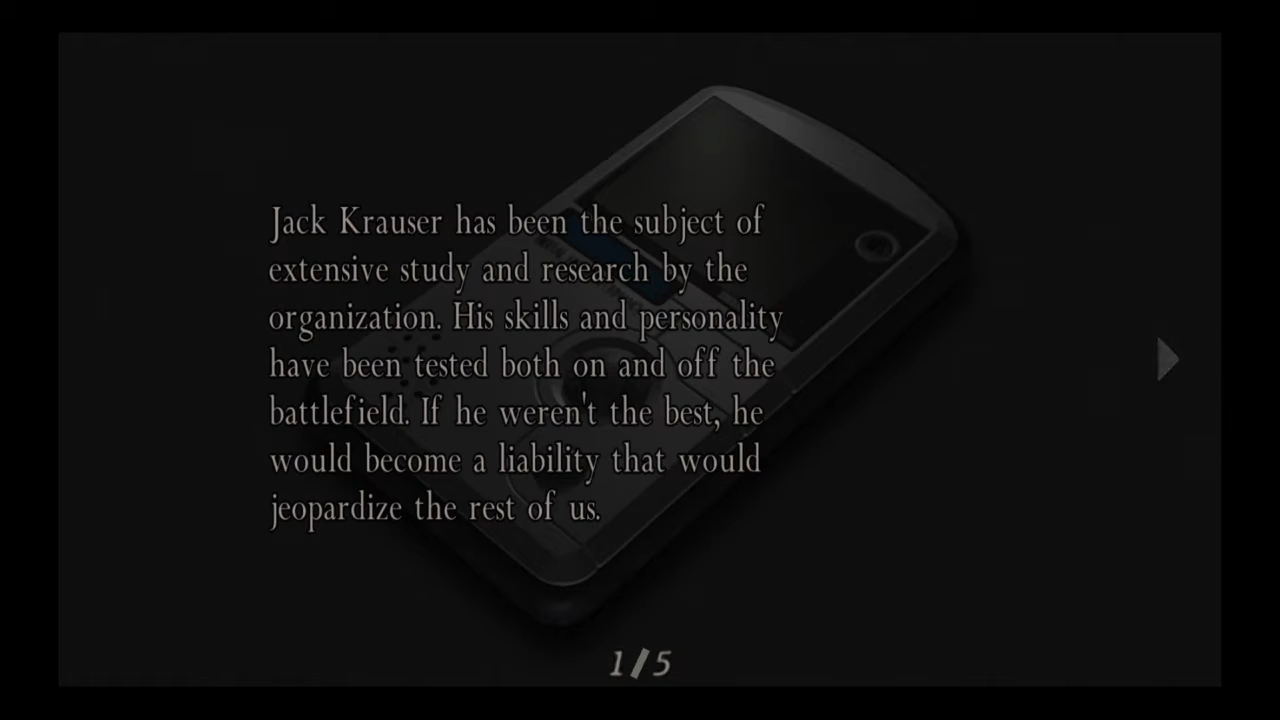 Jack Krauser has been the subject of
extensive study and research by the
organization. His skills and personality
have been tested both on and off the
battlefield. If he weren't the best, he
would become a liability that would
jeopardize the rest of us.
1/5